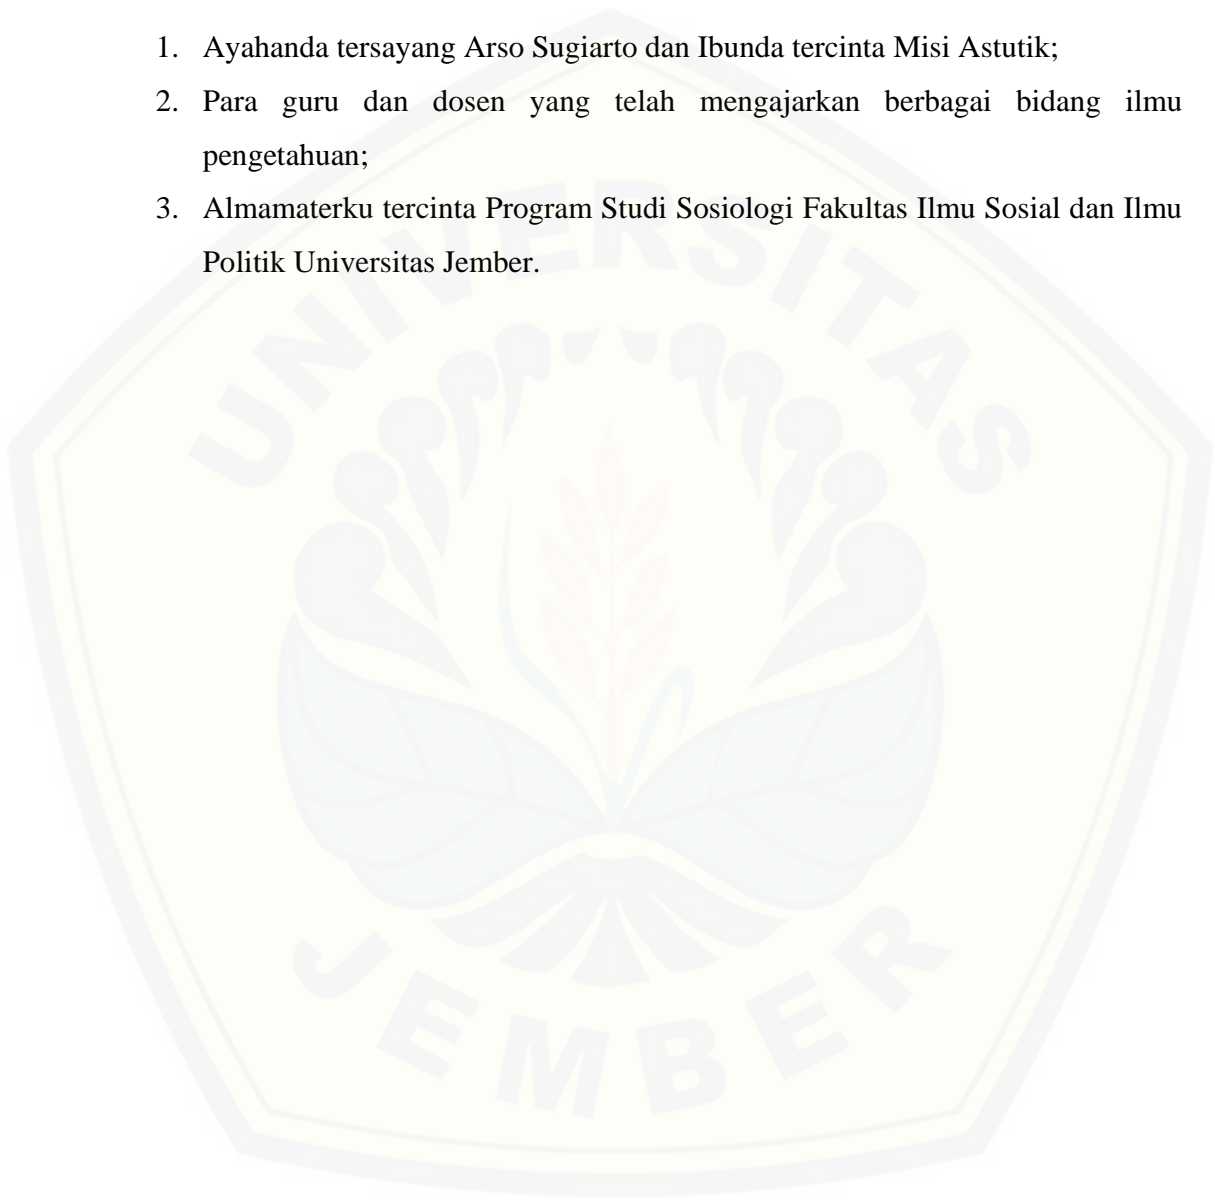 1. Ayahanda tersayang Arso Sugiarto dan Ibunda tercinta Misi Astutik;
2. Para guru dan dosen yang telah mengajarkan berbagai bidang ilmu
pengetahuan;
3. Almamaterku tercinta Program Studi Sosiologi Fakultas Ilmu Sosial dan Ilmu
Politik Universitas Jember.
UNIVERSITAS
JEMBER